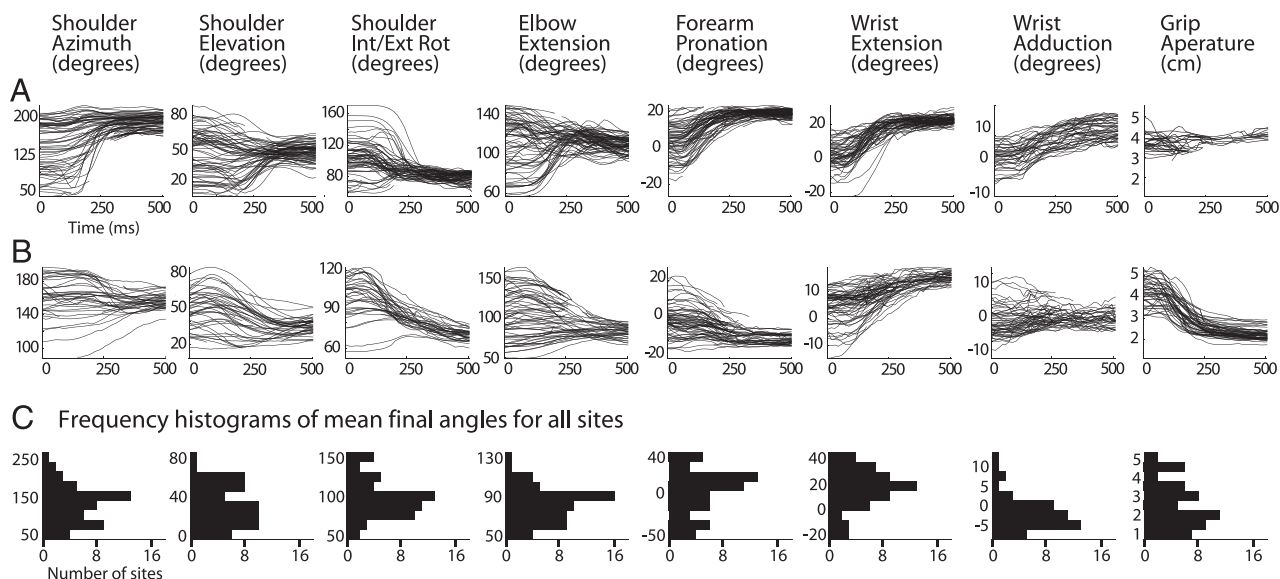 Shoulder Azimuth (degrees)
Shoulder Elevation (degrees)
Shoulder Int/Ext Rot (degrees)
Elbow Extension (degrees)
Forearm Pronation (degrees)
Wrist Extension (degrees)
Wrist Adduction (degrees)
Grip Aperature (cm)
A
200 125 50
80 50 20
160 120 80
140 100 60
20 0 -20
20 0 -20
10 0 -10
5 4 3 2
0 250 500 0 250 500 0 250 500 0 250 500 0 250 500 0 250 500 0 250 500 0 250 500
Time (ms)
B
180 140 100
80 50 20
120 90 60
150 100 50
20 0 -20
10 0 -10
10 0 -10
5 4 3 2
0 250 500 0 250 500 0 250 500 0 250 500 0 250 500 0 250 500 0 250 500 0 250 500
C Frequency histograms of mean final angles for all sites
250 150 50
80 40 0
150 100 50
130 90 50
40 0 -50
40 20 0 -20
10 5 0 -5
5 4 3 2 1
0 8 16 0 8 16 0 8 16 0 8 16 0 8 16 0 8 16 0 8 16 0 8 16
Number of sites